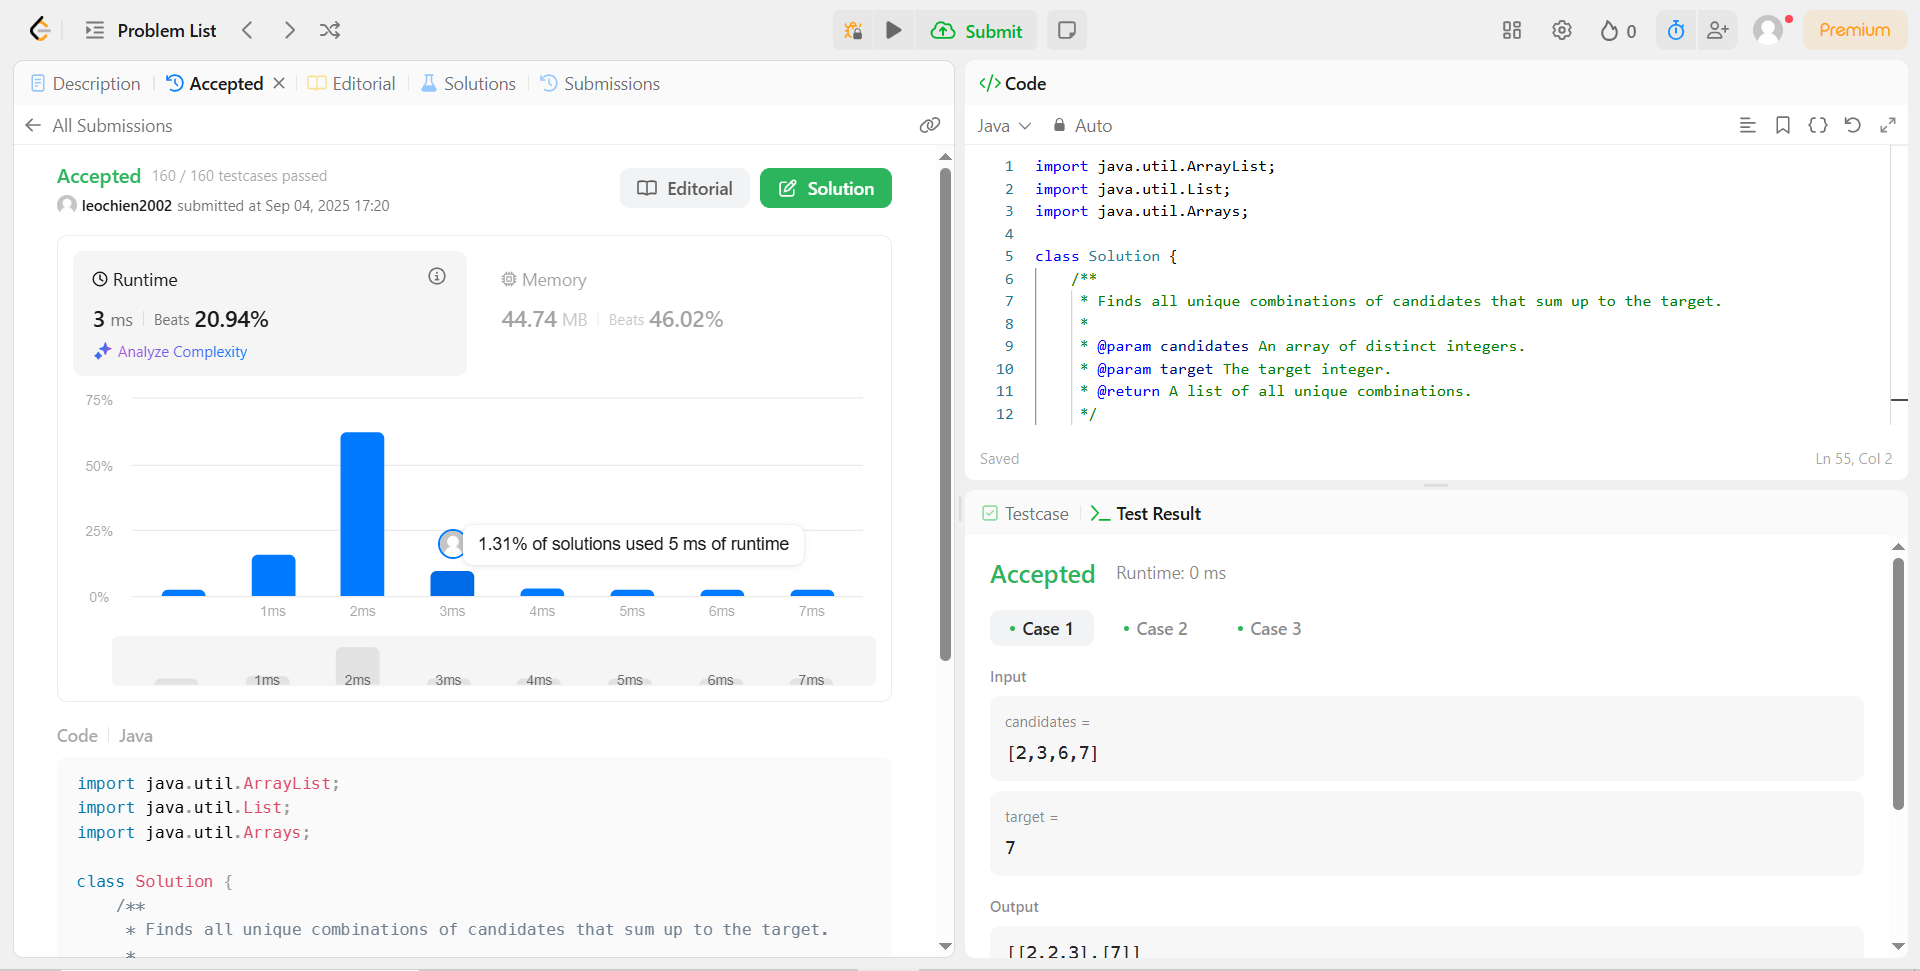 Problem List
Submit
0
Premium
Description
Accepted
Editorial
Solutions
Submissions
All Submissions
Accepted 160 / 160 testcases passed
leochien2002 submitted at Sep 04, 2025 17:20
Editorial
Solution
Runtime
3 ms Beats 20.94%
Analyze Complexity
Memory
44.74 MB Beats 46.02%
75%
50%
25%
0%
1.31% of solutions used 5 ms of runtime
1ms 2ms 3ms 4ms 5ms 6ms 7ms
1ms 2ms 3ms 4ms 5ms 6ms 7ms
Code Java
import java.util.ArrayList;
import java.util.List;
import java.util.Arrays;
class Solution {
/**
* Finds all unique combinations of candidates that sum up to the target.
*
</> Code
Java Auto
1 import java.util.ArrayList;
2 import java.util.List;
3 import java.util.Arrays;
4
5 class Solution {
6 /**
7 * Finds all unique combinations of candidates that sum up to the target.
8 *
9 * @param candidates An array of distinct integers.
10 * @param target The target integer.
11 * @return A list of all unique combinations.
12 */
Saved Ln 55, Col 2
Testcase
Test Result
Accepted Runtime: 0 ms
Case 1
Case 2
Case 3
Input
candidates =
[2,3,6,7]
target =
7
Output
[[2,2,3],[7]]